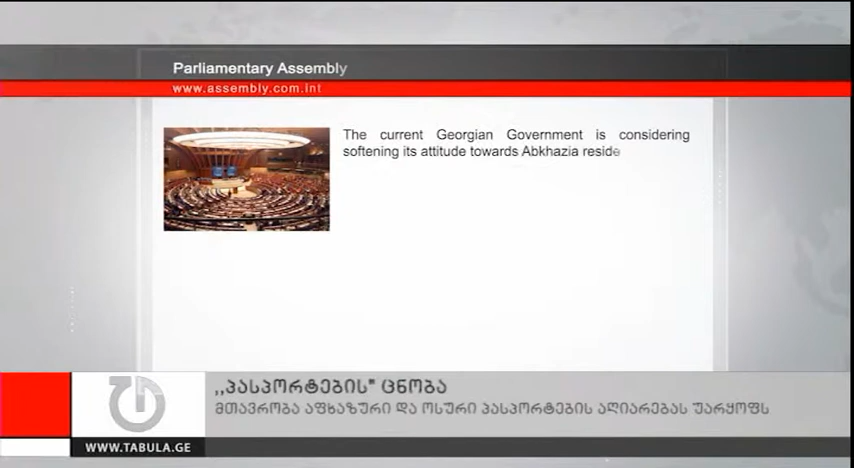 Parliamentary Assembly
www.assembly.com.int
The current Georgian Government is considering
softening its attitude towards Abkhazia reside
,,პასპორტების" ცნობა
მთავრობა აფხაზური და ოსური პასპორტების აღიარებას უარყოფს
WWW.TABULA.GE